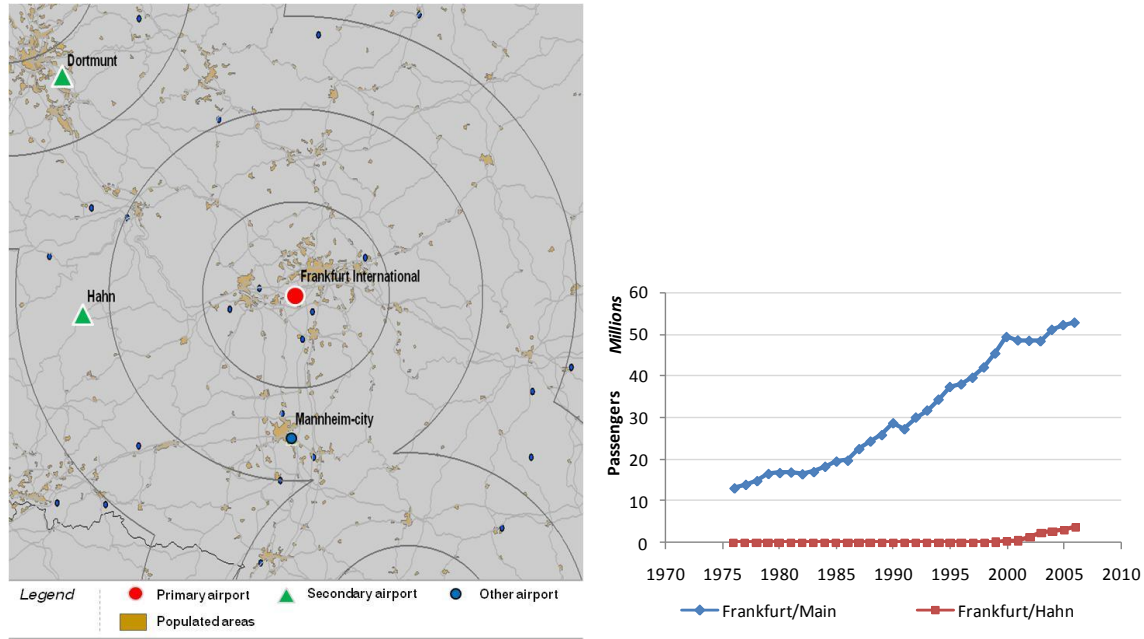 Dortmunt
Frankfurt International
Hahn
Mannheim-city
Legend
Primary airport
Secondary airport
Other airport
Populated areas
Passengers
Millions
60
50
40
30
20
10
0
1970 1975 1980 1985 1990 1995 2000 2005 2010
Frankfurt/Main
Frankfurt/Hahn